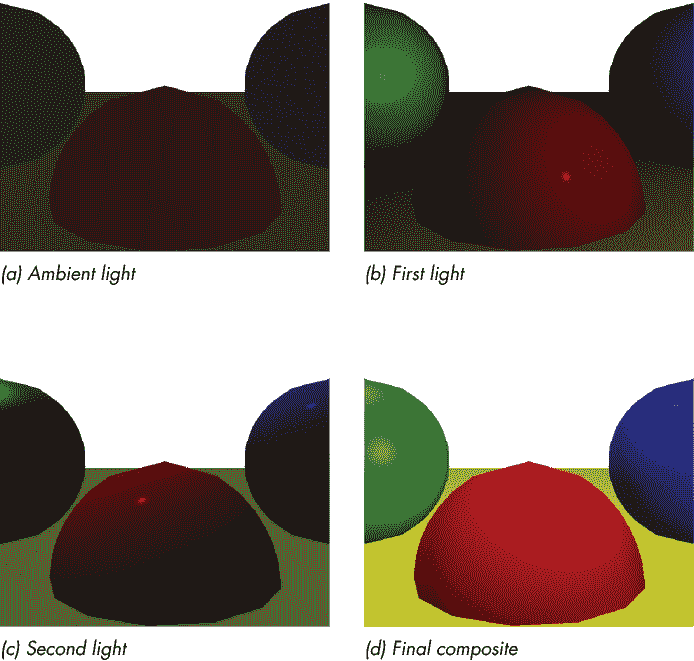 (a) Ambient light
(b) First light
(c) Second light
(d) Final composite